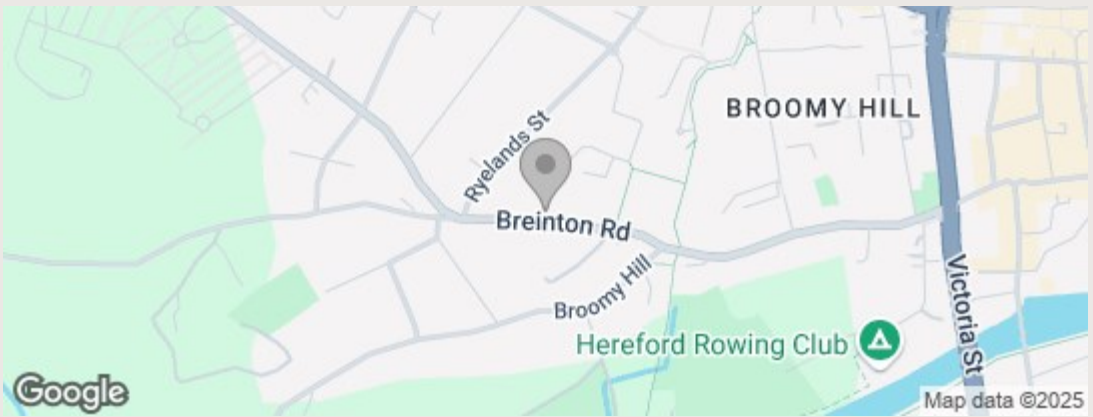 BROOMY HILL
Ryelands St
Breinton Rd
Broomy Hill
Victoria St
Hereford Rowing Club
Google
Map data ©2025